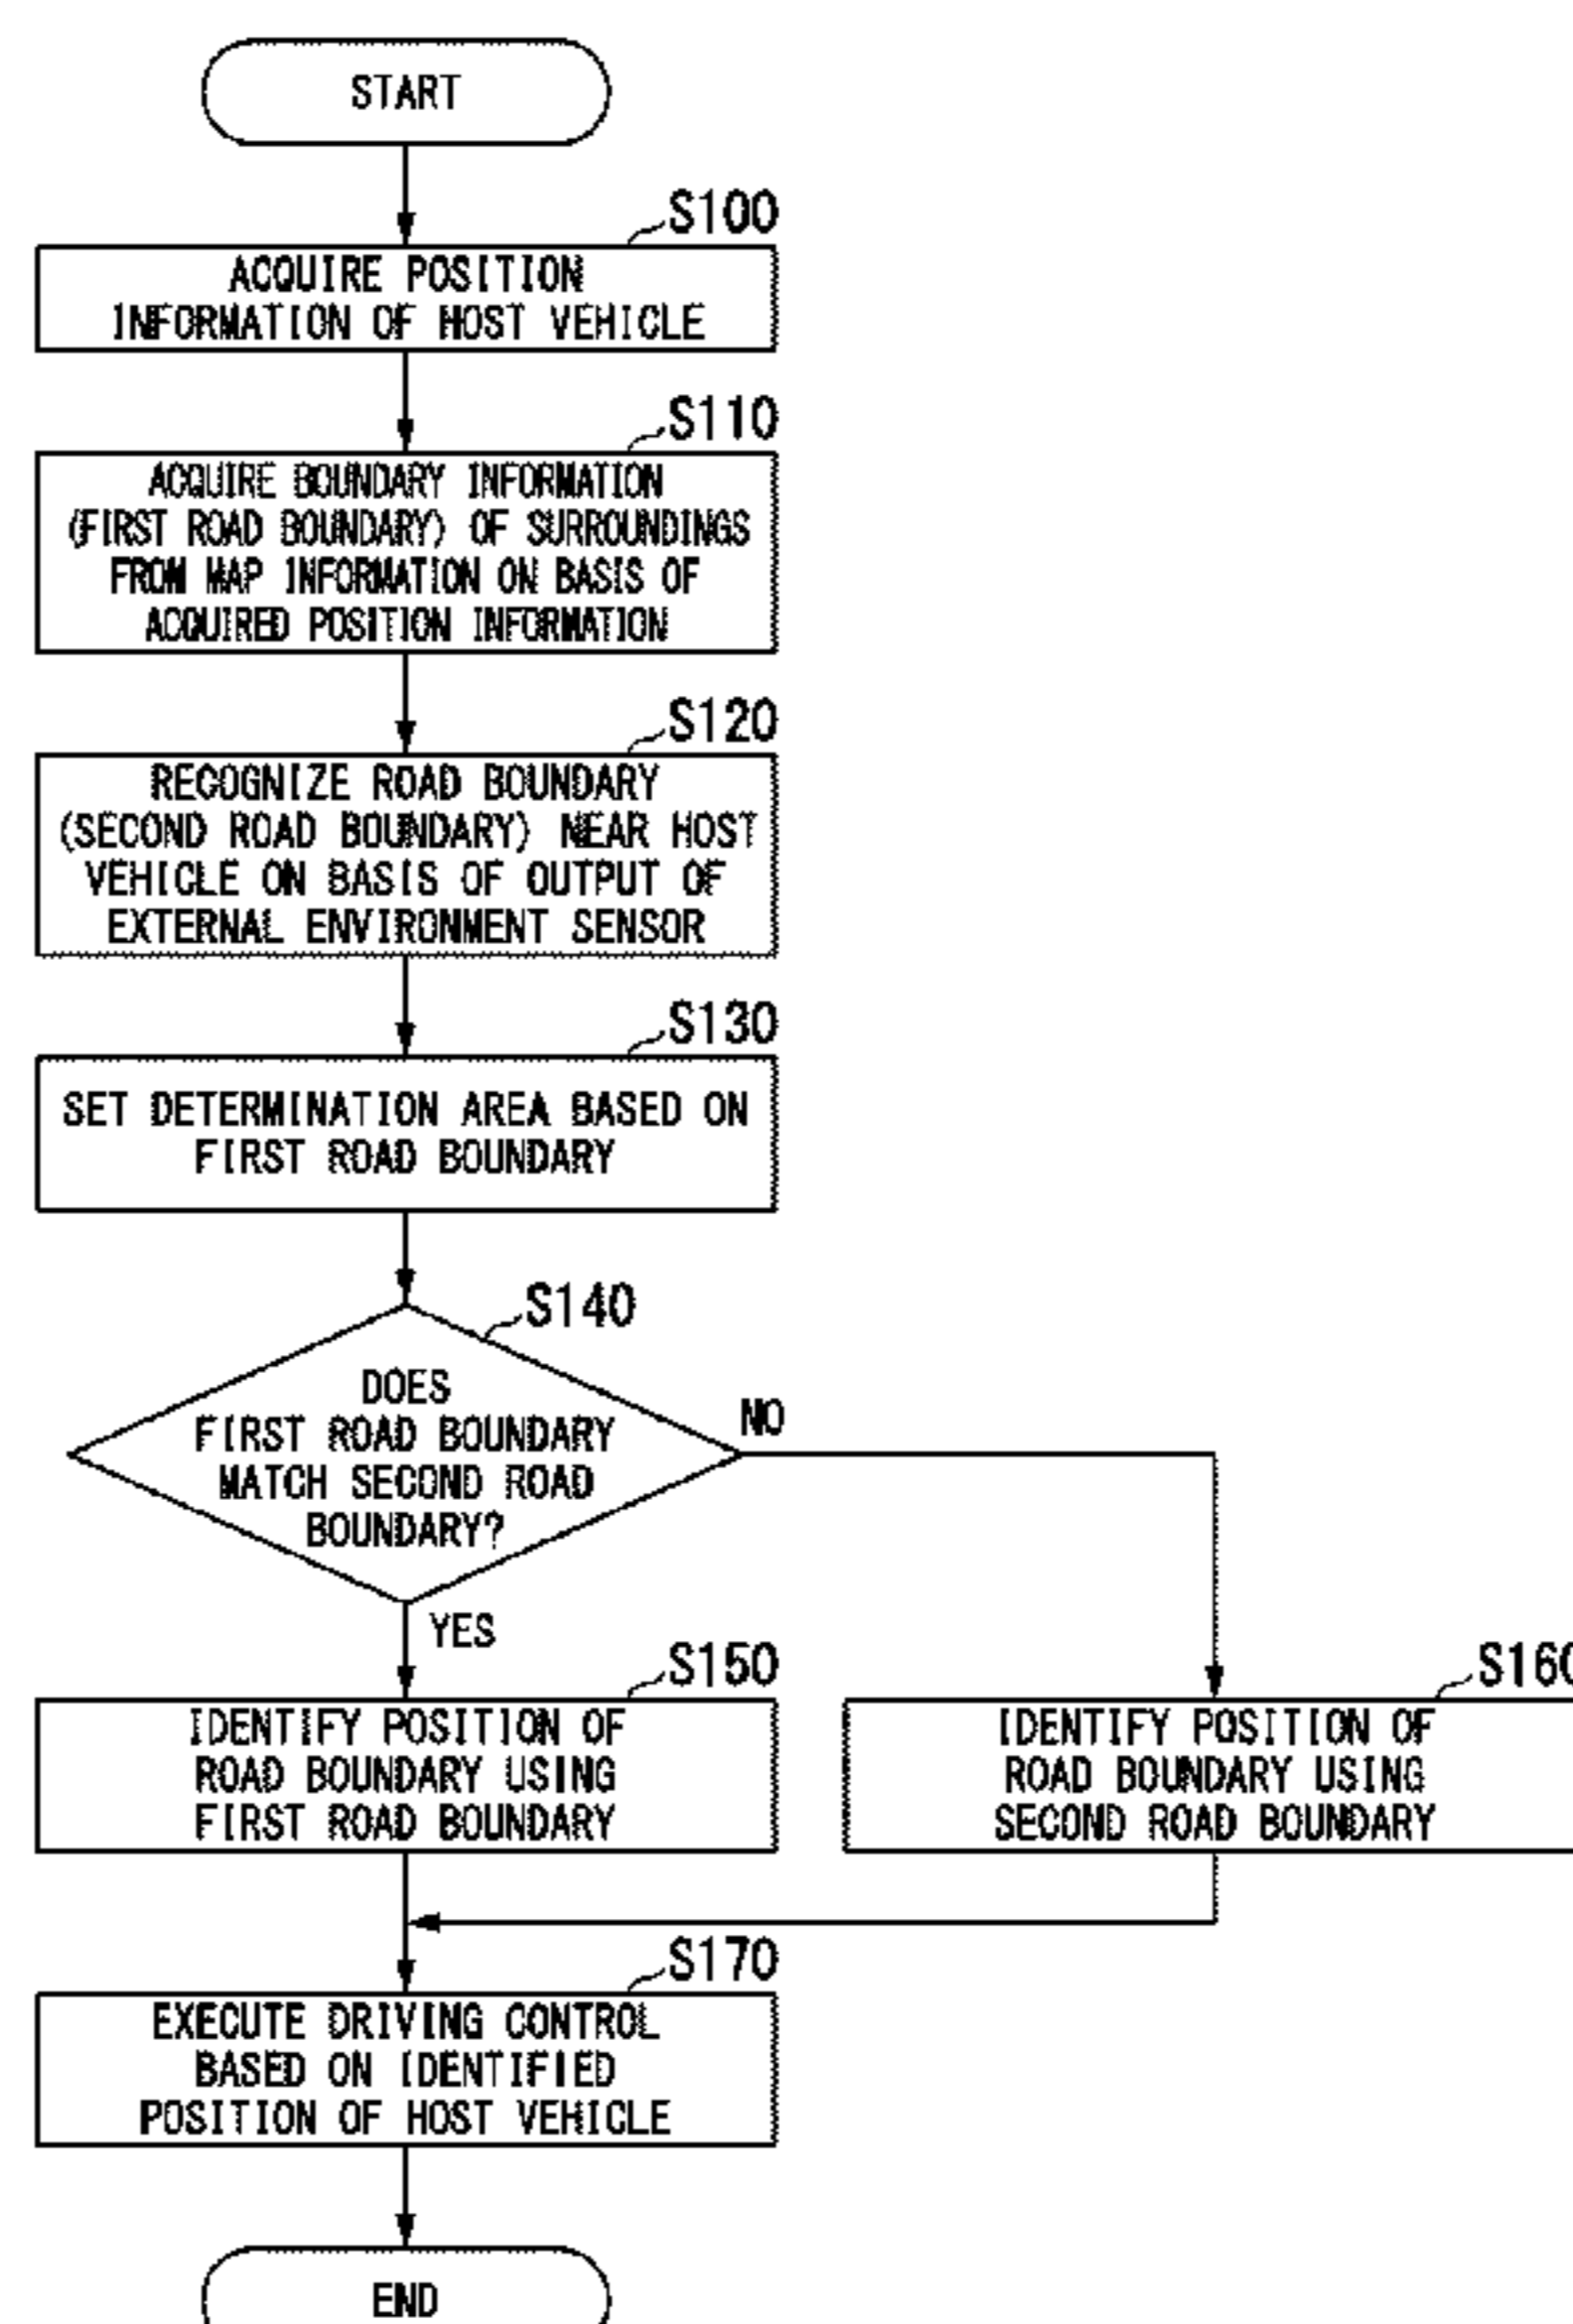 START
S100
ACQUIRE POSITION
INFORMATION OF HOST VEHICLE
S110
ACQUIRE BOUNDARY INFORMATION
(FIRST ROAD BOUNDARY) OF SURROUNDINGS
FROM MAP INFORMATION ON BASIS OF
ACQUIRED POSITION INFORMATION
S120
RECOGNIZE ROAD BOUNDARY
(SECOND ROAD BOUNDARY) NEAR HOST
VEHICLE ON BASIS OF OUTPUT OF
EXTERNAL ENVIRONMENT SENSOR
S130
SET DETERMINATION AREA BASED ON
FIRST ROAD BOUNDARY
S140
DOES
FIRST ROAD BOUNDARY
MATCH SECOND ROAD
BOUNDARY?
NO
YES
S150
IDENTIFY POSITION OF
ROAD BOUNDARY USING
FIRST ROAD BOUNDARY
S160
IDENTIFY POSITION OF
ROAD BOUNDARY USING
SECOND ROAD BOUNDARY
S170
EXECUTE DRIVING CONTROL
BASED ON IDENTIFIED
POSITION OF HOST VEHICLE
END